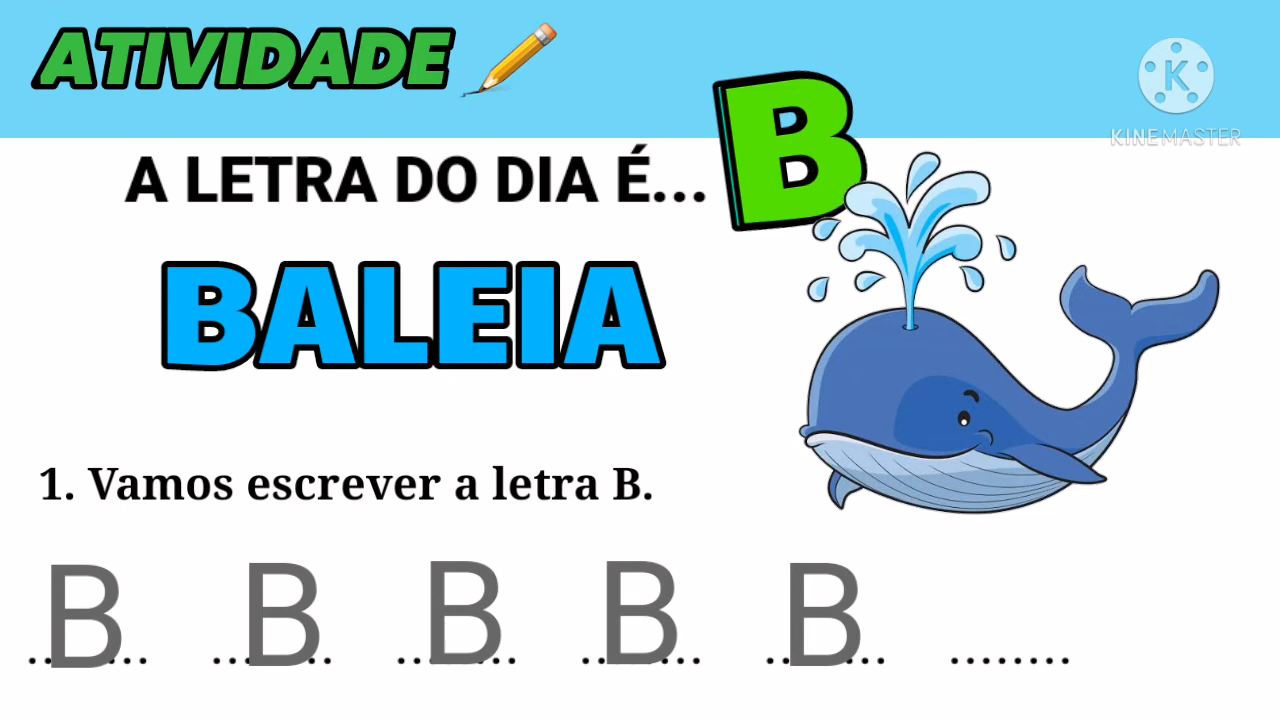 ATIVIDADE
K
KINEMASTER
A LETRA DO DIA É... B
BALEIA
1. Vamos escrever a letra B.
B B B B B